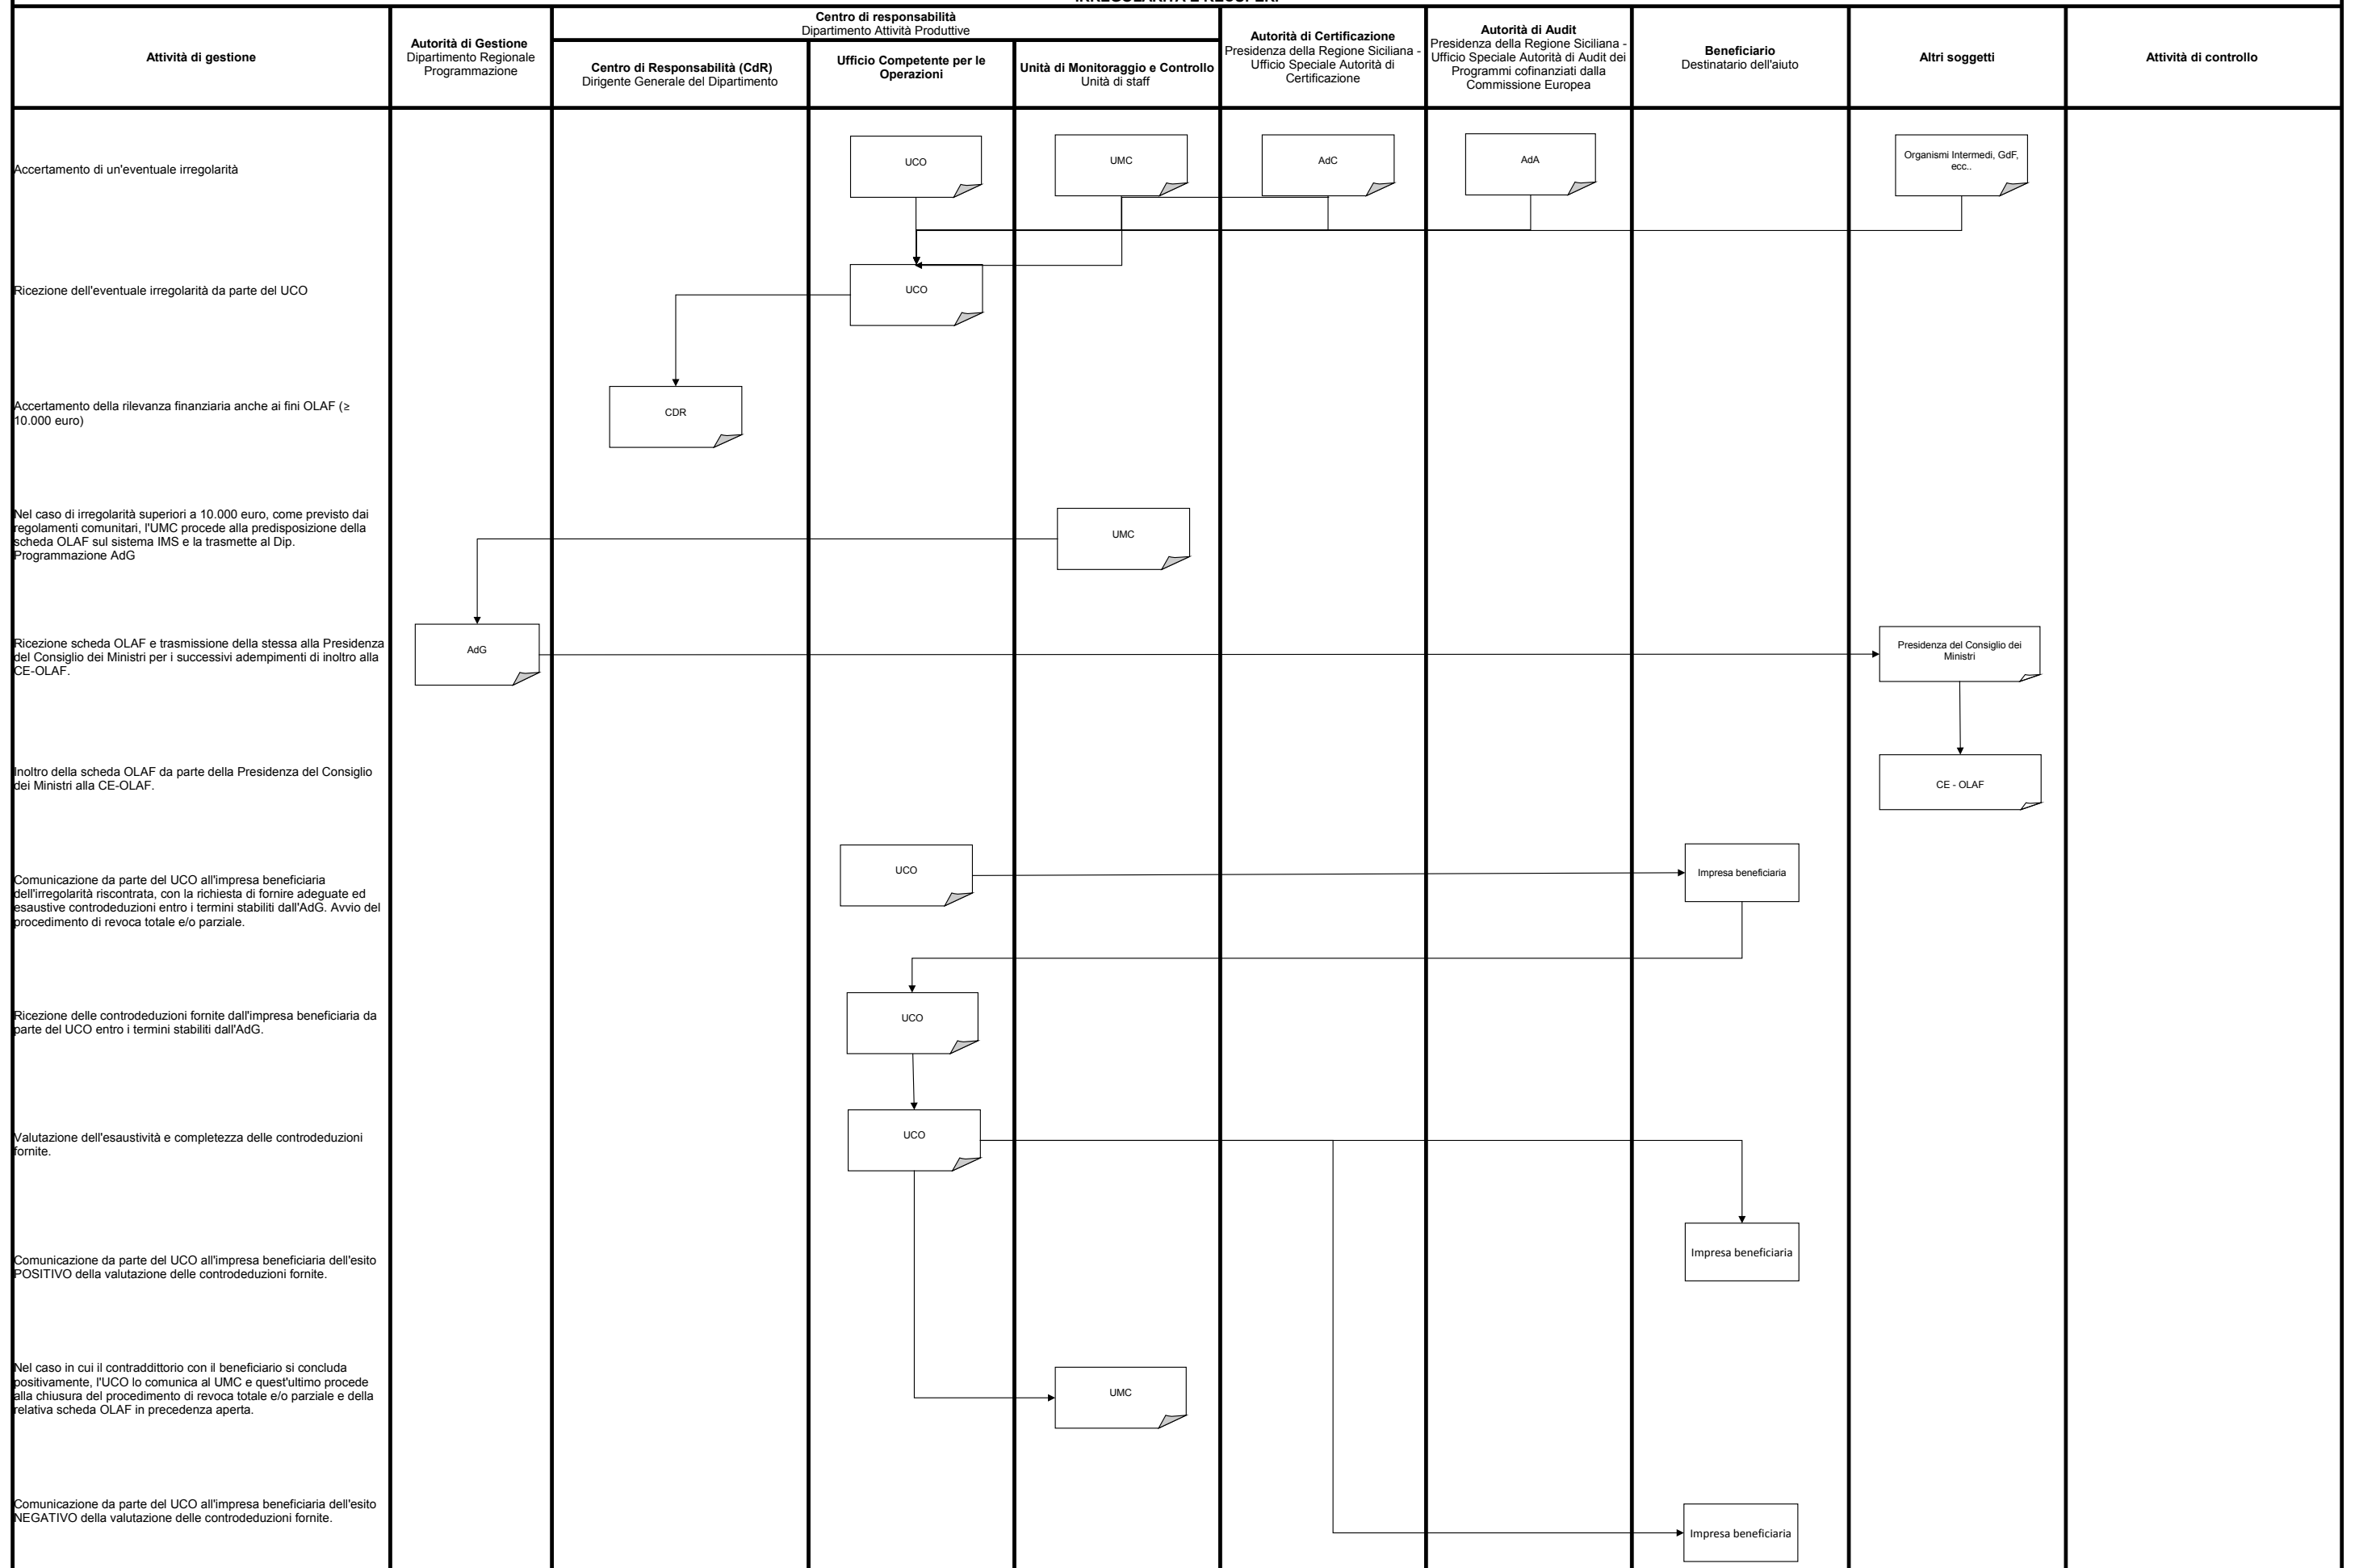 IRREGOLARITÀ E RECUPERI
Centro di responsabilità
Dipartimento Attività Produttive
Attività di gestione
Autorità di Gestione
Dipartimento Regionale
Programmazione
Centro di Responsabilità (CdR)
Dirigente Generale del Dipartimento
Ufficio Competente per le
Operazioni
Unità di Monitoraggio e Controllo
Unità di staff
Autorità di Certificazione
Presidenza della Regione Siciliana -
Ufficio Speciale Autorità di
Certificazione
Autorità di Audit
Presidenza della Regione Siciliana -
Ufficio Speciale Autorità di Audit dei
Programmi cofinanziati dalla
Commissione Europea
Beneficiario
Destinatario dell'aiuto
Altri soggetti
Attività di controllo
Accertamento di un'eventuale irregolarità
UCO
UMC
AdC
AdA
Organismi Intermedi, GdF,
ecc..
Ricezione dell'eventuale irregolarità da parte del UCO
UCO
Accertamento della rilevanza finanziaria anche ai fini OLAF (≥
10.000 euro)
CDR
Nel caso di irregolarità superiori a 10.000 euro, come previsto dai
regolamenti comunitari, l'UMC procede alla predisposizione della
scheda OLAF sul sistema IMS e la trasmette al Dip.
Programmazione AdG
UMC
Ricezione scheda OLAF e trasmissione della stessa alla Presidenza
del Consiglio dei Ministri per i successivi adempimenti di inoltro alla
CE-OLAF.
AdG
Presidenza del Consiglio dei
Ministri
Inoltro della scheda OLAF da parte della Presidenza del Consiglio
dei Ministri alla CE-OLAF.
CE - OLAF
Comunicazione da parte del UCO all'impresa beneficiaria
dell'irregolarità riscontrata, con la richiesta di fornire adeguate ed
esaustive controdeduzioni entro i termini stabiliti dall'AdG. Avvio del
procedimento di revoca totale e/o parziale.
UCO
Impresa beneficiaria
Ricezione delle controdeduzioni fornite dall'impresa beneficiaria da
parte del UCO entro i termini stabiliti dall'AdG.
UCO
Valutazione dell'esaustività e completezza delle controdeduzioni
fornite.
UCO
Comunicazione da parte del UCO all'impresa beneficiaria dell'esito
POSITIVO della valutazione delle controdeduzioni fornite.
Impresa beneficiaria
Nel caso in cui il contraddittorio con il beneficiario si concluda
positivamente, l'UCO lo comunica al UMC e quest'ultimo procede
alla chiusura del procedimento di revoca totale e/o parziale e della
relativa scheda OLAF in precedenza aperta.
UMC
Comunicazione da parte del UCO all'impresa beneficiaria dell'esito
NEGATIVO della valutazione delle controdeduzioni fornite.
Impresa beneficiaria